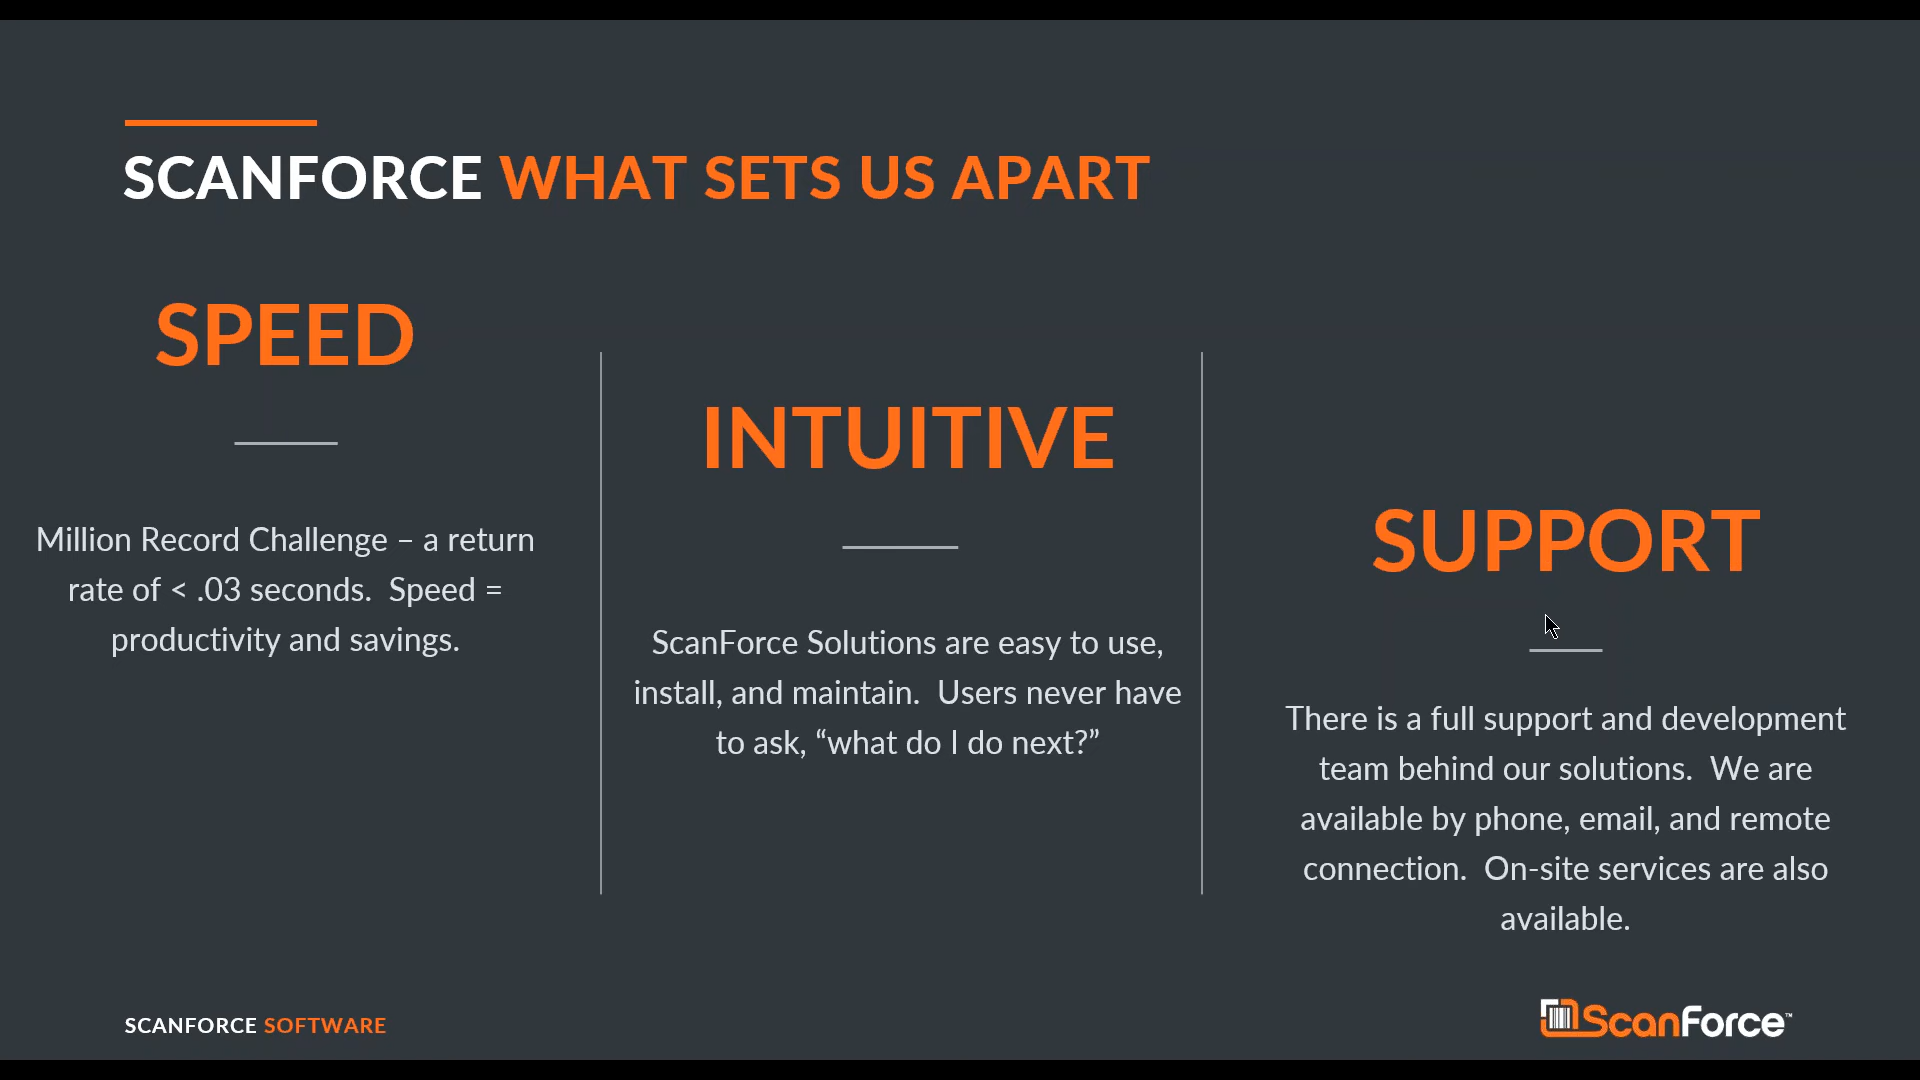 SCANFORCE WHAT SETS US APART
SPEED
Million Record Challenge – a return
rate of < .03 seconds.  Speed =
productivity and savings.
INTUITIVE
ScanForce Solutions are easy to use,
install, and maintain.  Users never have
to ask, “what do I do next?”
SUPPORT
There is a full support and development
team behind our solutions.  We are
available by phone, email, and remote
connection.  On-site services are also
available.
SCANFORCE SOFTWARE
ScanForce™